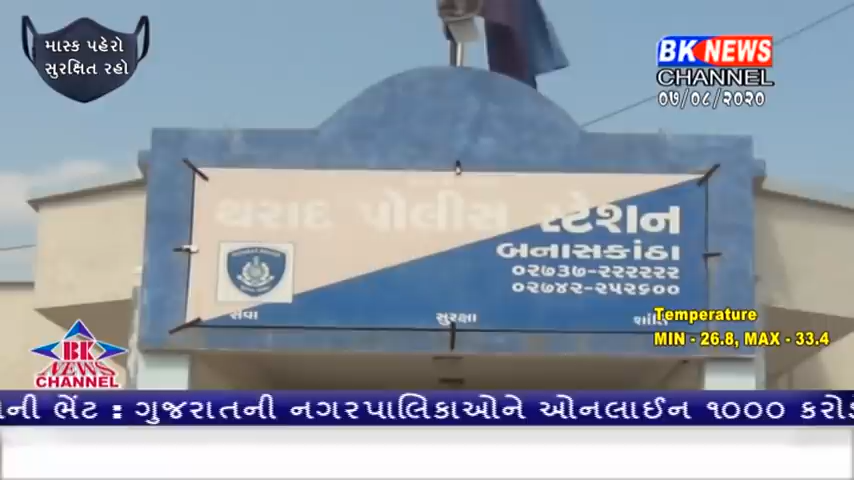 માસ્ક પહેરો
સુરક્ષિત રહો
BK NEWS
CHANNEL
૦૭/૦૮/૨૦૨૦
થરાદ પોલીસ સ્ટેશન
બનાસકાંઠા
૦૨૭૩૭-૨૨૨૨૨૨
૦૨૭૪૨-૨૫૨૬૦૦
સેવા સુરક્ષા શાંતિ
Temperature
MIN - 26.8, MAX - 33.4
BK
NEWS
CHANNEL
ની ભેંટ : ગુજરાતની નગરપાલિકાઓને ઓનલાઈન ૧૦૦૦ કરોડ